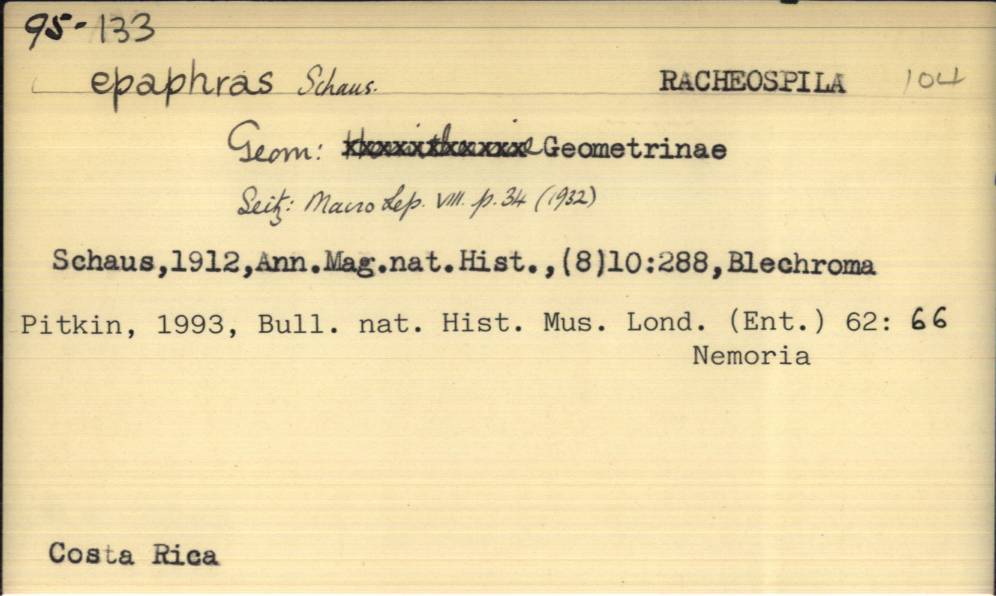 95-133
epaphras Schaus. RACHEOSPILA 104
Geom: Geometrinae
Seitz: Macro Lep. VIII. p. 34 (1932)
Schaus,1912,Ann.Mag.nat.Hist.,(8)10:288,Blechroma
Pitkin, 1993, Bull. nat. Hist. Mus. Lond. (Ent.) 62: 66
Nemoria
Costa Rica